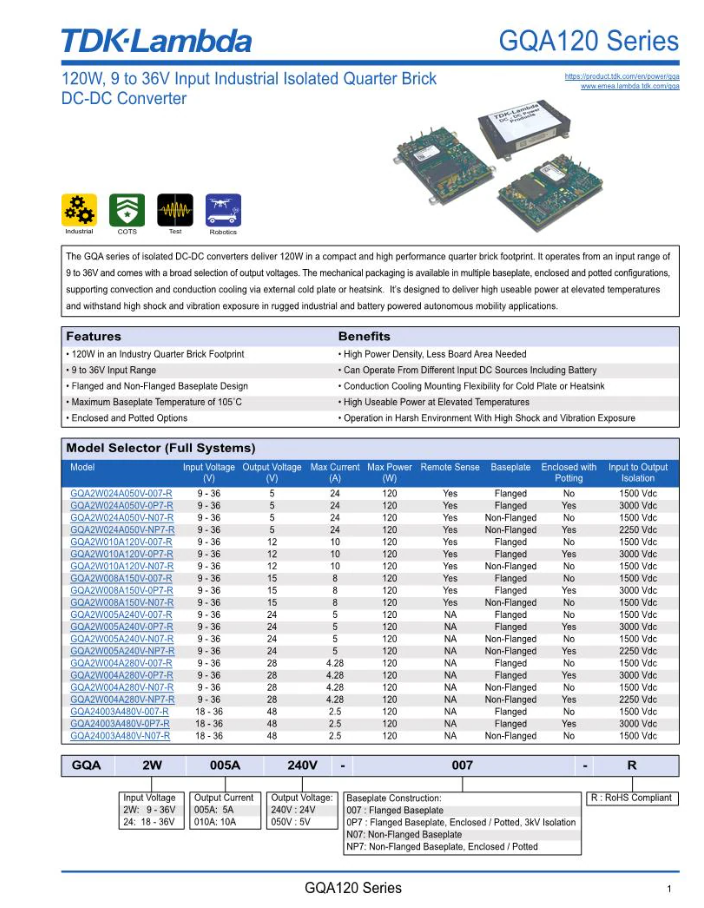 TDK·Lambda
GQA120 Series
120W, 9 to 36V Input Industrial Isolated Quarter Brick
DC-DC Converter
https://product.tdk.com/en/power/gqa
www.emea.lambda.tdk.com/gqa
TDK-Lambda
DC - DC Power
Products
Industrial COTS Test Robotics
The GQA series of isolated DC-DC converters deliver 120W in a compact and high performance quarter brick footprint. It operates from an input range of
9 to 36V and comes with a broad selection of output voltages. The mechanical packaging is available in multiple baseplate, enclosed and potted configurations,
supporting convection and conduction cooling via external cold plate or heatsink. It's designed to deliver high useable power at elevated temperatures
and withstand high shock and vibration exposure in rugged industrial and battery powered autonomous mobility applications.
Features Benefits
• 120W in an Industry Quarter Brick Footprint • High Power Density, Less Board Area Needed
• 9 to 36V Input Range • Can Operate From Different Input DC Sources Including Battery
• Flanged and Non-Flanged Baseplate Design • Conduction Cooling Mounting Flexibility for Cold Plate or Heatsink
• Maximum Baseplate Temperature of 105˚C • High Useable Power at Elevated Temperatures
• Enclosed and Potted Options • Operation in Harsh Environment With High Shock and Vibration Exposure
Model Selector (Full Systems)
Model Input Voltage Output Voltage Max Current Max Power Remote Sense Baseplate Enclosed with Input to Output
(V) (V) (A) (W) Potting Isolation
GQA2W024A050V-007-R 9 - 36 5 24 120 Yes Flanged No 1500 Vdc
GQA2W024A050V-0P7-R 9 - 36 5 24 120 Yes Flanged Yes 3000 Vdc
GQA2W024A050V-N07-R 9 - 36 5 24 120 Yes Non-Flanged No 1500 Vdc
GQA2W024A050V-NP7-R 9 - 36 5 24 120 Yes Non-Flanged Yes 2250 Vdc
GQA2W010A120V-007-R 9 - 36 12 10 120 Yes Flanged No 1500 Vdc
GQA2W010A120V-0P7-R 9 - 36 12 10 120 Yes Flanged Yes 3000 Vdc
GQA2W010A120V-N07-R 9 - 36 12 10 120 Yes Non-Flanged No 1500 Vdc
GQA2W008A150V-007-R 9 - 36 15 8 120 Yes Flanged No 1500 Vdc
GQA2W008A150V-0P7-R 9 - 36 15 8 120 Yes Flanged Yes 3000 Vdc
GQA2W008A150V-N07-R 9 - 36 15 8 120 Yes Non-Flanged No 1500 Vdc
GQA2W005A240V-007-R 9 - 36 24 5 120 NA Flanged No 1500 Vdc
GQA2W005A240V-0P7-R 9 - 36 24 5 120 NA Flanged Yes 3000 Vdc
GQA2W005A240V-N07-R 9 - 36 24 5 120 NA Non-Flanged No 1500 Vdc
GQA2W005A240V-NP7-R 9 - 36 24 5 120 NA Non-Flanged Yes 2250 Vdc
GQA2W004A280V-007-R 9 - 36 28 4.28 120 NA Flanged No 1500 Vdc
GQA2W004A280V-0P7-R 9 - 36 28 4.28 120 NA Flanged Yes 3000 Vdc
GQA2W004A280V-N07-R 9 - 36 28 4.28 120 NA Non-Flanged No 1500 Vdc
GQA2W004A280V-NP7-R 9 - 36 28 4.28 120 NA Non-Flanged Yes 2250 Vdc
GQA24003A480V-007-R 18 - 36 48 2.5 120 NA Flanged No 1500 Vdc
GQA24003A480V-0P7-R 18 - 36 48 2.5 120 NA Flanged Yes 3000 Vdc
GQA24003A480V-N07-R 18 - 36 48 2.5 120 NA Non-Flanged No 1500 Vdc
GQA 2W 005A 240V - 007 - R
Input Voltage Output Current Output Voltage: Baseplate Construction: R : RoHS Compliant
2W: 9 - 36V 005A: 5A 240V : 24V 007 : Flanged Baseplate
24: 18 - 36V 010A: 10A 050V : 5V 0P7 : Flanged Baseplate, Enclosed / Potted, 3kV Isolation
N07: Non-Flanged Baseplate
NP7: Non-Flanged Baseplate, Enclosed / Potted
GQA120 Series
1